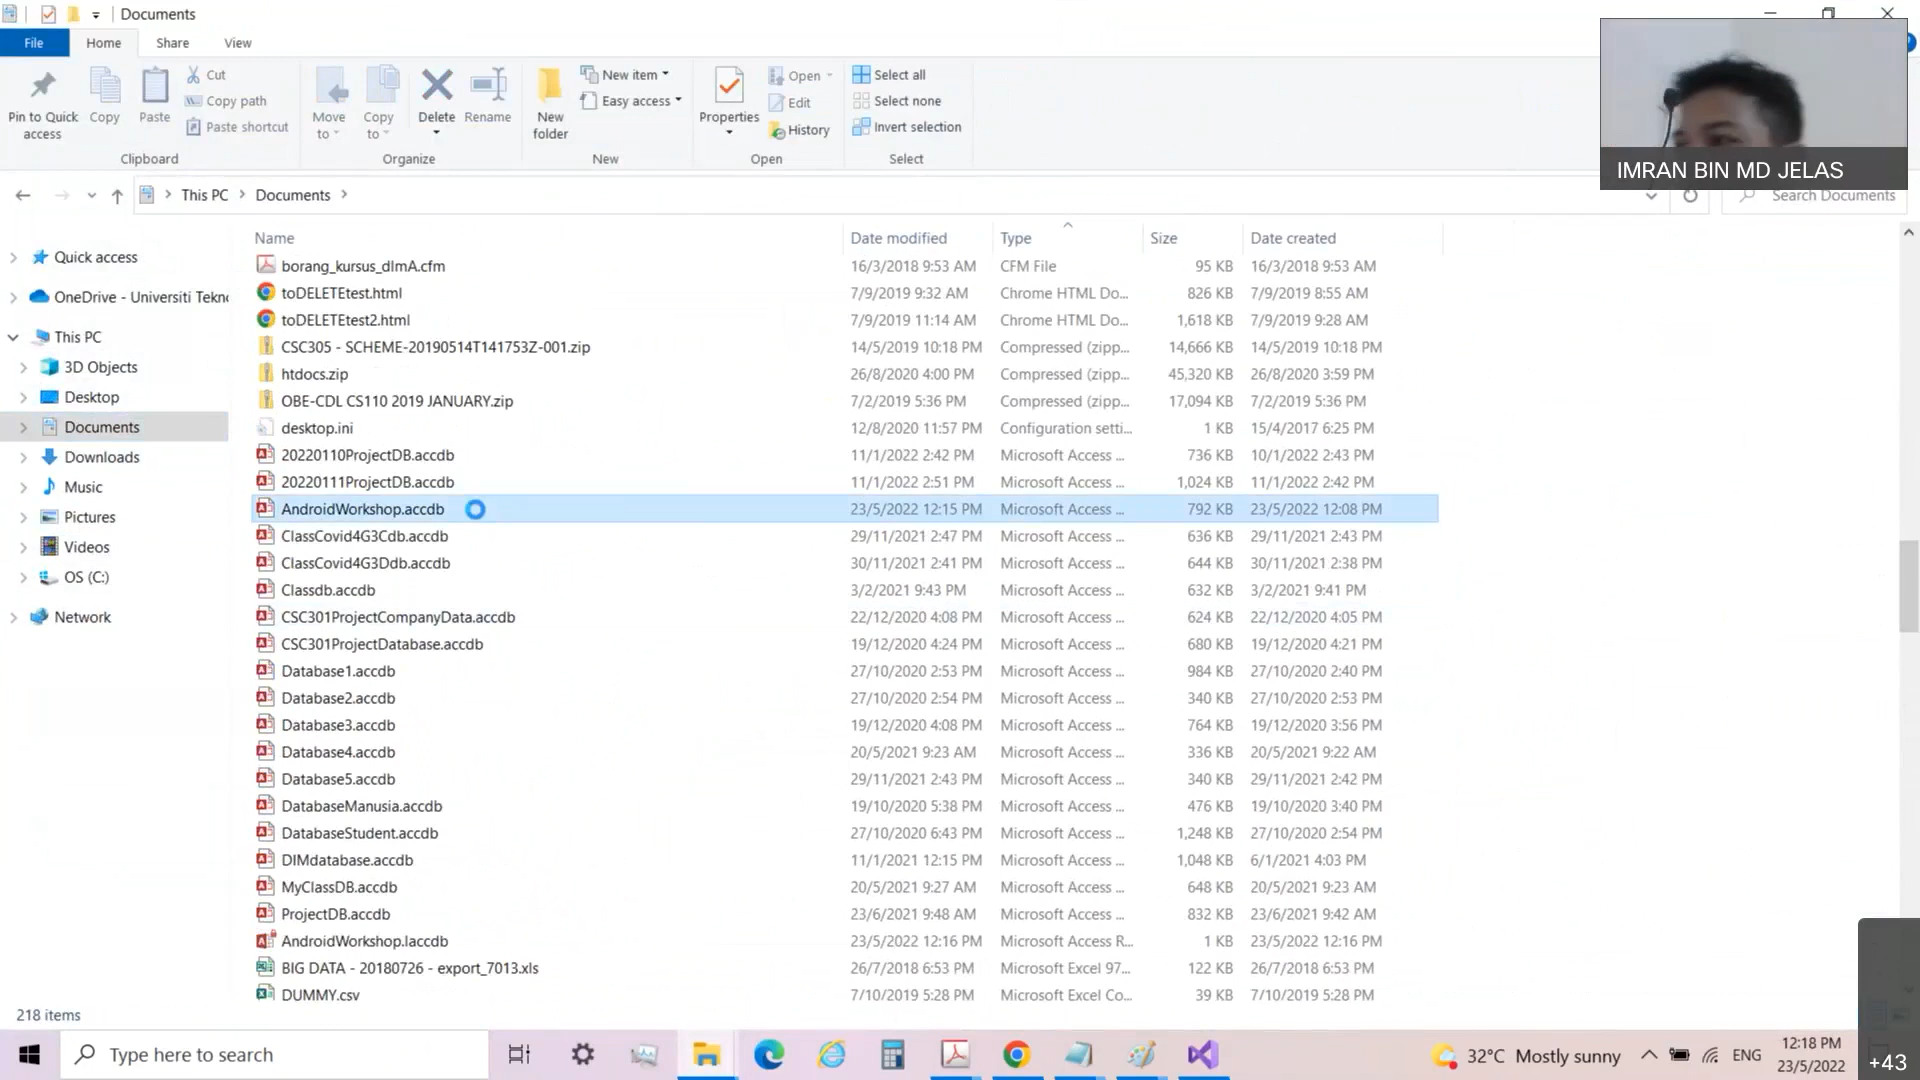 Documents
File Home Share View
Pin to Quick access
Copy
Paste
Cut
Copy path
Paste shortcut
Clipboard
Move to
Copy to
Delete
Rename
Organize
New folder
New item
Easy access
New
Properties
Open
Edit
History
Open
Select all
Select none
Invert selection
Select
IMRAN BIN MD JELAS
This PC Documents
Search Documents
Quick access
OneDrive - Universiti Tekn
This PC
3D Objects
Desktop
Documents
Downloads
Music
Pictures
Videos
OS (C:)
Network
Name Date modified Type Size Date created
borang_kursus_dlmA.cfm 16/3/2018 9:53 AM CFM File 95 KB 16/3/2018 9:53 AM
toDELETEtest.html 7/9/2019 9:32 AM Chrome HTML Do... 826 KB 7/9/2019 8:55 AM
toDELETEtest2.html 7/9/2019 11:14 AM Chrome HTML Do... 1,618 KB 7/9/2019 9:28 AM
CSC305 - SCHEME-20190514T141753Z-001.zip 14/5/2019 10:18 PM Compressed (zipp... 14,666 KB 14/5/2019 10:18 PM
htdocs.zip 26/8/2020 4:00 PM Compressed (zipp... 45,320 KB 26/8/2020 3:59 PM
OBE-CDL CS110 2019 JANUARY.zip 7/2/2019 5:36 PM Compressed (zipp... 17,094 KB 7/2/2019 5:36 PM
desktop.ini 12/8/2020 11:57 PM Configuration setti... 1 KB 15/4/2017 6:25 PM
20220110ProjectDB.accdb 11/1/2022 2:42 PM Microsoft Access ... 736 KB 10/1/2022 2:43 PM
20220111ProjectDB.accdb 11/1/2022 2:51 PM Microsoft Access ... 1,024 KB 11/1/2022 2:42 PM
AndroidWorkshop.accdb 23/5/2022 12:15 PM Microsoft Access ... 792 KB 23/5/2022 12:08 PM
ClassCovid4G3Cdb.accdb 29/11/2021 2:47 PM Microsoft Access ... 636 KB 29/11/2021 2:43 PM
ClassCovid4G3Ddb.accdb 30/11/2021 2:41 PM Microsoft Access ... 644 KB 30/11/2021 2:38 PM
Classdb.accdb 3/2/2021 9:43 PM Microsoft Access ... 632 KB 3/2/2021 9:41 PM
CSC301ProjectCompanyData.accdb 22/12/2020 4:08 PM Microsoft Access ... 624 KB 22/12/2020 4:05 PM
CSC301ProjectDatabase.accdb 19/12/2020 4:24 PM Microsoft Access ... 680 KB 19/12/2020 4:21 PM
Database1.accdb 27/10/2020 2:53 PM Microsoft Access ... 984 KB 27/10/2020 2:40 PM
Database2.accdb 27/10/2020 2:54 PM Microsoft Access ... 340 KB 27/10/2020 2:53 PM
Database3.accdb 19/12/2020 4:08 PM Microsoft Access ... 764 KB 19/12/2020 3:56 PM
Database4.accdb 20/5/2021 9:23 AM Microsoft Access ... 336 KB 20/5/2021 9:22 AM
Database5.accdb 29/11/2021 2:43 PM Microsoft Access ... 340 KB 29/11/2021 2:42 PM
DatabaseManusia.accdb 19/10/2020 5:38 PM Microsoft Access ... 476 KB 19/10/2020 3:40 PM
DatabaseStudent.accdb 27/10/2020 6:43 PM Microsoft Access ... 1,248 KB 27/10/2020 2:54 PM
DIMdatabase.accdb 11/1/2021 12:15 PM Microsoft Access ... 1,048 KB 6/1/2021 4:03 PM
MyClassDB.accdb 20/5/2021 9:27 AM Microsoft Access ... 648 KB 20/5/2021 9:23 AM
ProjectDB.accdb 23/6/2021 9:48 AM Microsoft Access ... 832 KB 23/6/2021 9:42 AM
AndroidWorkshop.laccdb 23/5/2022 12:16 PM Microsoft Access R... 1 KB 23/5/2022 12:16 PM
BIG DATA - 20180726 - export_7013.xls 26/7/2018 6:53 PM Microsoft Excel 97... 122 KB 26/7/2018 6:53 PM
DUMMY.csv 7/10/2019 5:28 PM Microsoft Excel Co... 39 KB 7/10/2019 5:28 PM
218 items
Type here to search
32°C Mostly sunny
ENG
12:18 PM
23/5/2022
+43